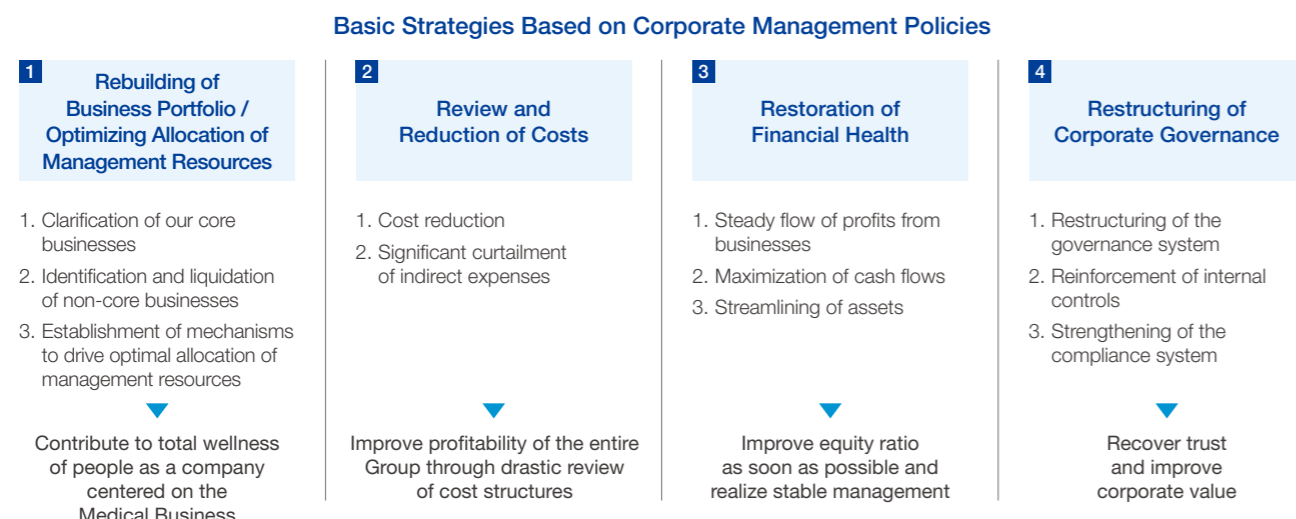 Basic Strategies Based on Corporate Management Policies
1
Rebuilding of
Business Portfolio /
Optimizing Allocation of
Management Resources
1. Clarification of our core
businesses
2. Identification and liquidation
of non-core businesses
3. Establishment of mechanisms
to drive optimal allocation of
management resources
Contribute to total wellness
of people as a company
centered on the
Medical Business
2
Review and
Reduction of Costs
1. Cost reduction
2. Significant curtailment
of indirect expenses
Improve profitability of the entire
Group through drastic review
of cost structures
3
Restoration of
Financial Health
1. Steady flow of profits from
businesses
2. Maximization of cash flows
3. Streamlining of assets
Improve equity ratio
as soon as possible and
realize stable management
4
Restructuring of
Corporate Governance
1. Restructuring of the
governance system
2. Reinforcement of internal
controls
3. Strengthening of the
compliance system
Recover trust
and improve
corporate value